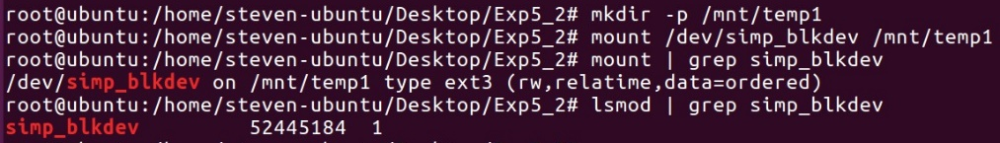 root@ubuntu:/home/steven-ubuntu/Desktop/Exp5_2# mkdir -p /mnt/temp1
root@ubuntu:/home/steven-ubuntu/Desktop/Exp5_2# mount /dev/simp_blkdev /mnt/temp1
root@ubuntu:/home/steven-ubuntu/Desktop/Exp5_2# mount | grep simp_blkdev
/dev/simp_blkdev on /mnt/temp1 type ext3 (rw,relatime,data=ordered)
root@ubuntu:/home/steven-ubuntu/Desktop/Exp5_2# lsmod | grep simp_blkdev
simp_blkdev          52445184  1